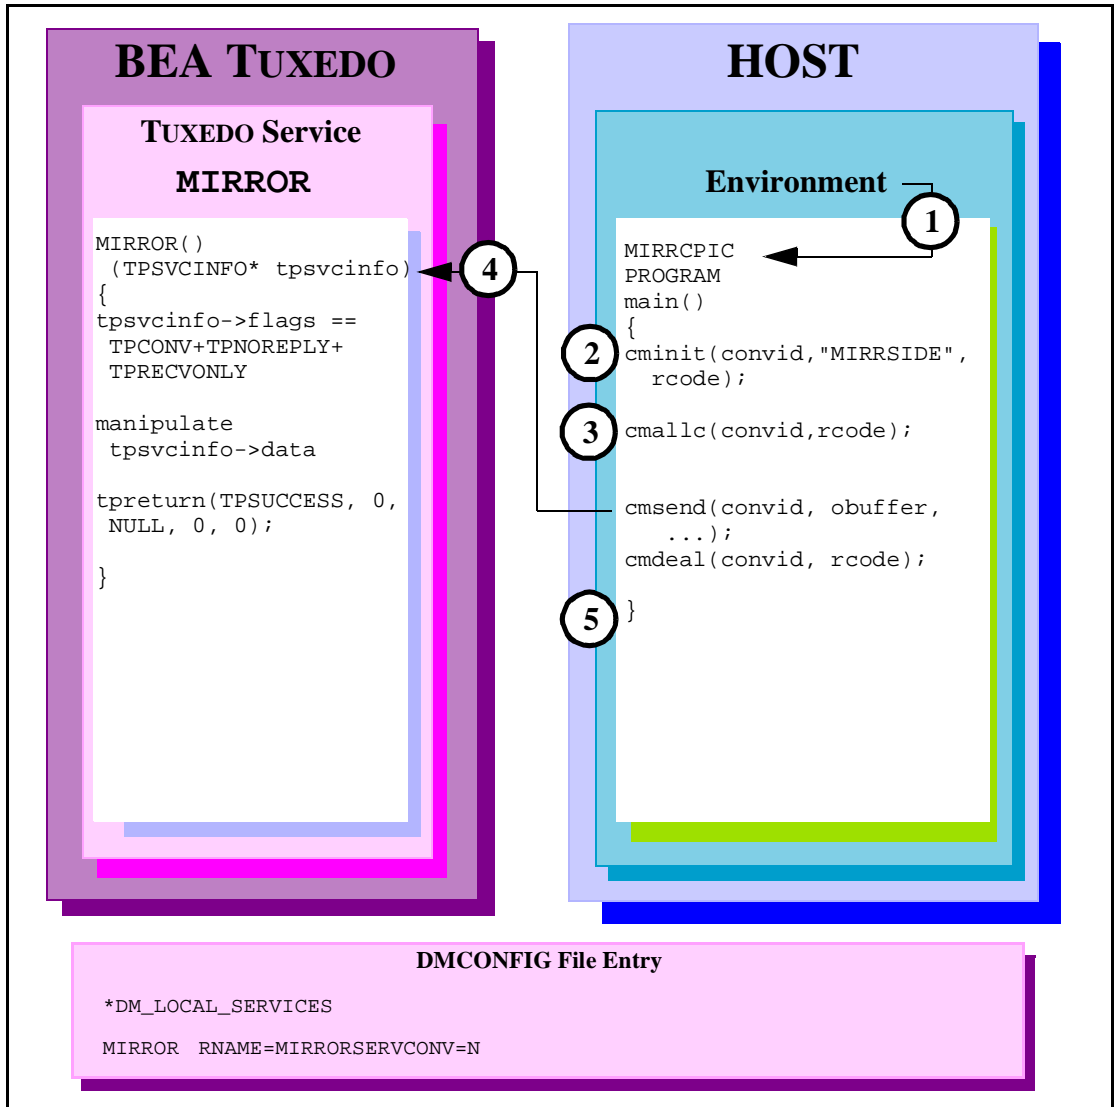 BEA TUXEDO
TUXEDO Service
MIRROR
MIRROR()
(TPSVCINFO* tpsvcinfo)
{
tpsvcinfo->flags ==
TPCONV+TPNOREPLY+
TPRECVONLY
manipulate
tpsvcinfo->data
tpreturn(TPSUCCESS, 0,
NULL, 0, 0);
}
4
HOST
Environment
1
MIRRCPIC
PROGRAM
main()
{
2
cminit(convid,"MIRRSIDE",
rcode);
3
cmallc(convid,rcode);
cmsend(convid, obuffer,
...);
cmdeal(convid, rcode);
5
}
DMCONFIG File Entry
*DM_LOCAL_SERVICES
MIRROR RNAME=MIRRORSERVCONV=N